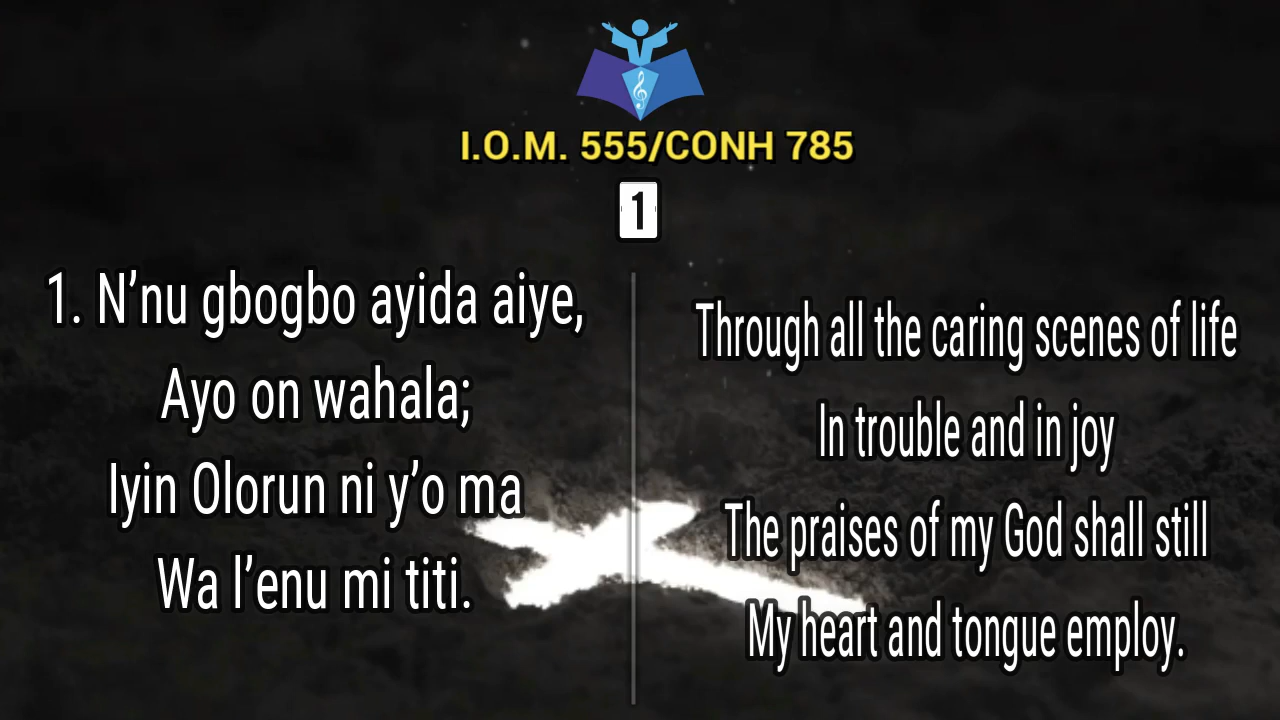 I.O.M. 555/CONH 785
1
1. N’nu gbogbo ayida aiye,
Ayo on wahala;
Iyin Olorun ni y’o ma
Wa l’enu mi titi.
Through all the caring scenes of life
In trouble and in joy
The praises of my God shall still
My heart and tongue employ.